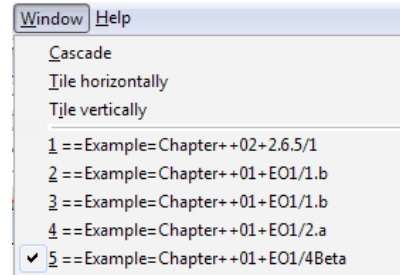 Window Help
Cascade
Tile horizontally
Tile vertically
1 ==Example=Chapter++02+2.6.5/1
2 ==Example=Chapter++01+EO1/1.b
3 ==Example=Chapter++01+EO1/1.b
4 ==Example=Chapter++01+EO1/2.a
5 ==Example=Chapter++01+EO1/4Beta